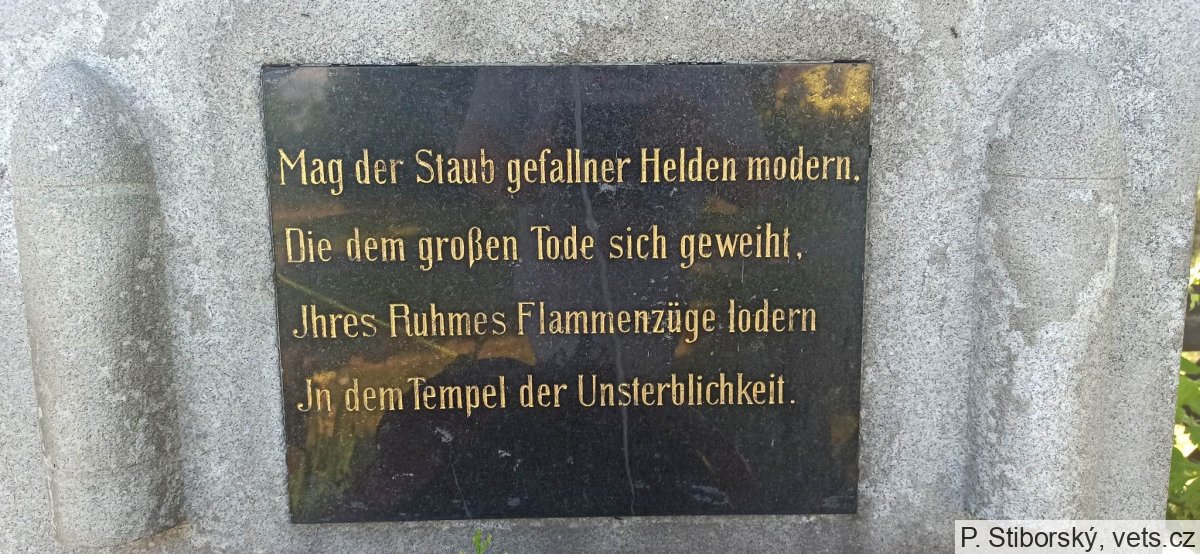 Mag der Staub gefallner Helden modern,
Die dem großen Tode sich geweiht,
Jhres Ruhmes Flammenzüge lodern
Jn dem Tempel der Unsterblichkeit.
P. Stiborský, vets.cz